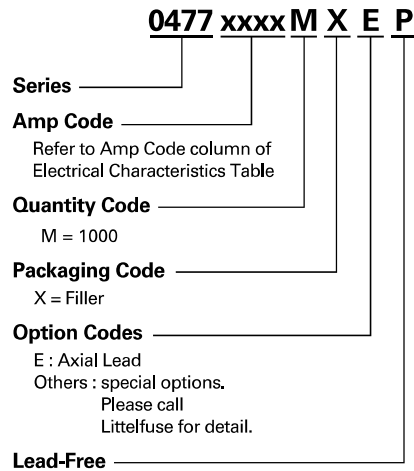 0477 xxxx M X E P
Series
Amp Code
Refer to Amp Code column of
Electrical Characteristics Table
Quantity Code
M = 1000
Packaging Code
X = Filler
Option Codes
E : Axial Lead
Others : special options.
Please call
Littelfuse for detail.
Lead-Free